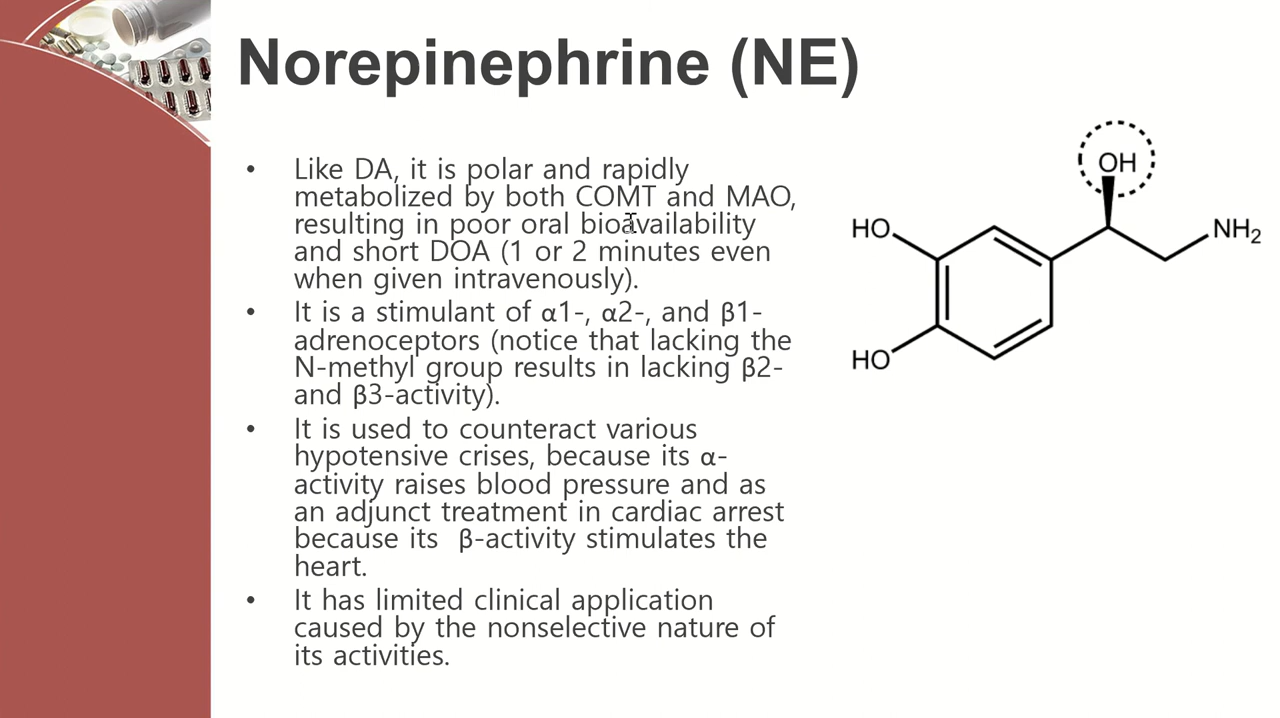 Norepinephrine (NE)
• Like DA, it is polar and rapidly
metabolized by both COMT and MAO,
resulting in poor oral bioavailability
and short DOA (1 or 2 minutes even
when given intravenously).
• It is a stimulant of α1-, α2-, and β1-
adrenoceptors (notice that lacking the
N-methyl group results in lacking β2-
and β3-activity).
• It is used to counteract various
hypotensive crises, because its α-
activity raises blood pressure and as
an adjunct treatment in cardiac arrest
because its  β-activity stimulates the
heart.
• It has limited clinical application
caused by the nonselective nature of
its activities.
OH
HO
NH₂
HO